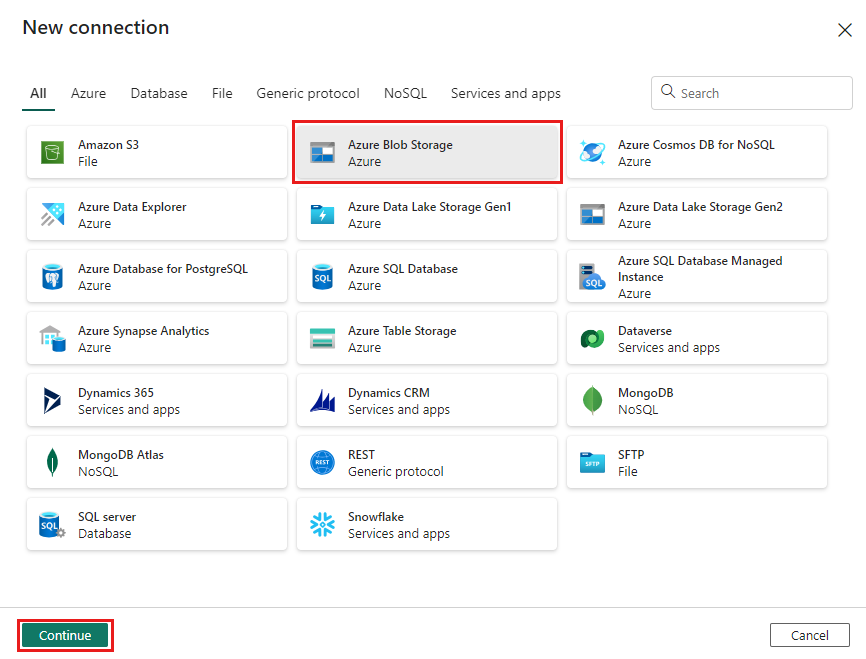 New connection
All Azure Database File Generic protocol NoSQL Services and apps Search
Amazon S3
File
Azure Blob Storage
Azure
Azure Cosmos DB for NoSQL
Azure
Azure Data Explorer
Azure
Azure Data Lake Storage Gen1
Azure
Azure Data Lake Storage Gen2
Azure
Azure Database for PostgreSQL
Azure
SQL
Azure SQL Database
Azure
SQL
Azure SQL Database Managed
Instance
Azure
Azure Synapse Analytics
Azure
Azure Table Storage
Azure
Dataverse
Services and apps
Dynamics 365
Services and apps
Dynamics CRM
Services and apps
MongoDB
NoSQL
MongoDB Atlas
NoSQL
REST
REST
Generic protocol
SFTP
SFTP
File
SQL
SQL server
Database
Snowflake
Services and apps
Continue
Cancel